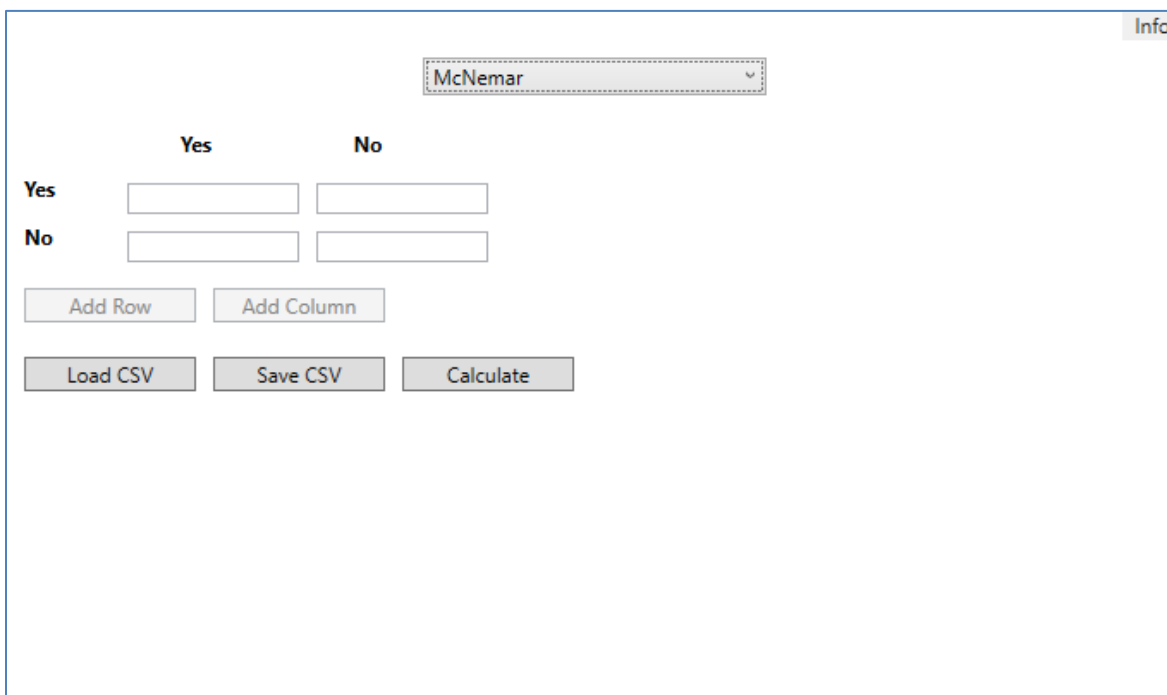 Info
McNemar
Yes No
Yes
No
Add Row Add Column
Load CSV Save CSV Calculate